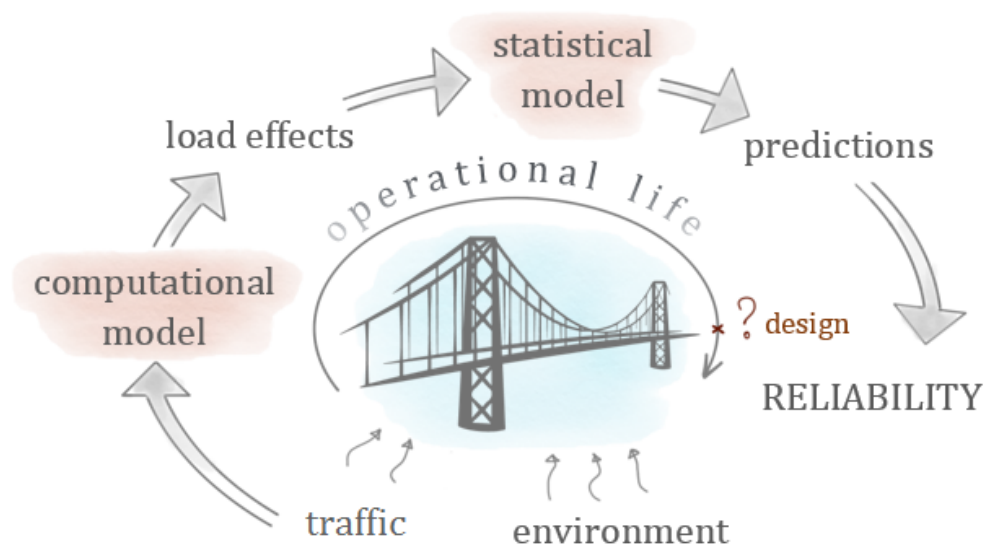 statistical
model
load effects
predictions
operational life
computational
model
? design
RELIABILITY
traffic
environment